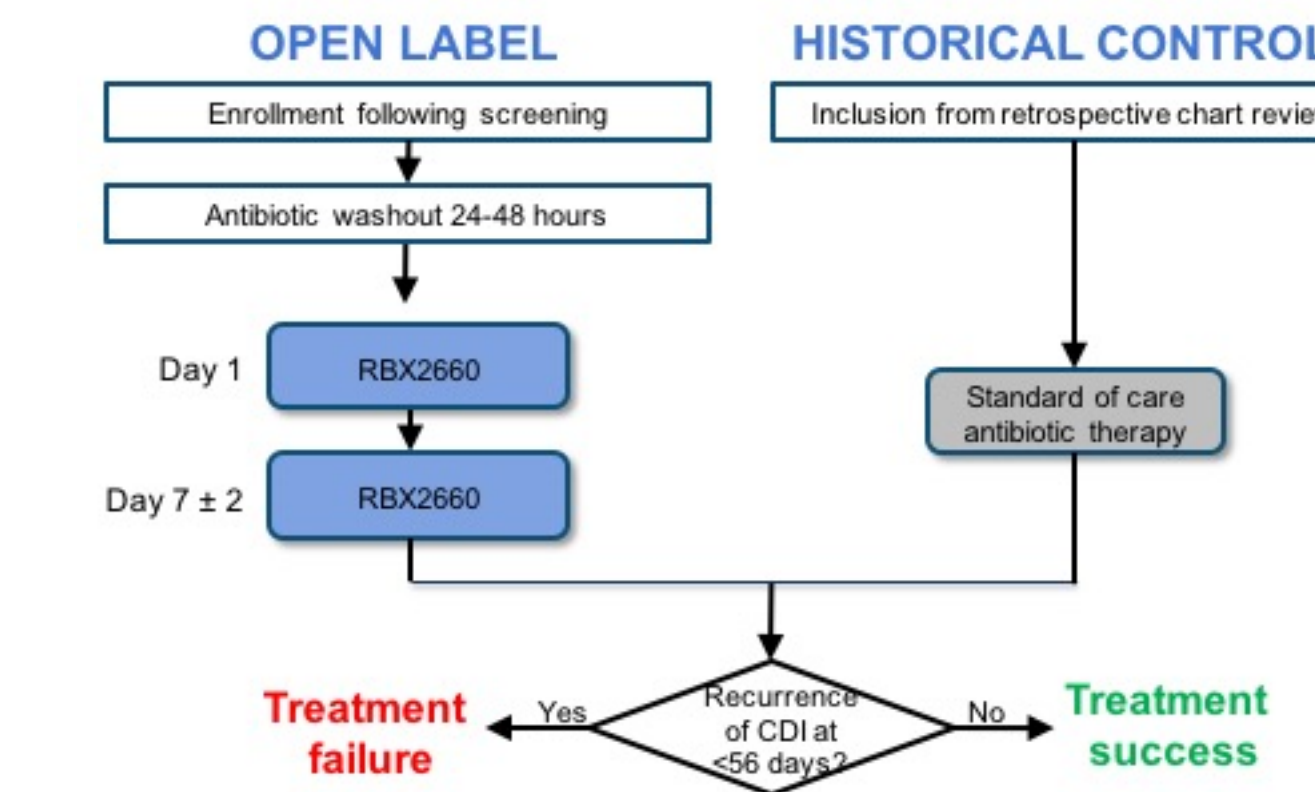 OPEN LABEL
HISTORICAL CONTROL
Enrollment following screening
Inclusion from retrospective chart revie
Antibiotic washout 24-48 hours
Day 1
RBX2660
Standard of care
antibiotic therapy
Day 7 ± 2
RBX2660
Treatment
failure
Yes
Recurrence
of CDI at
<56 days?
No
Treatment
success